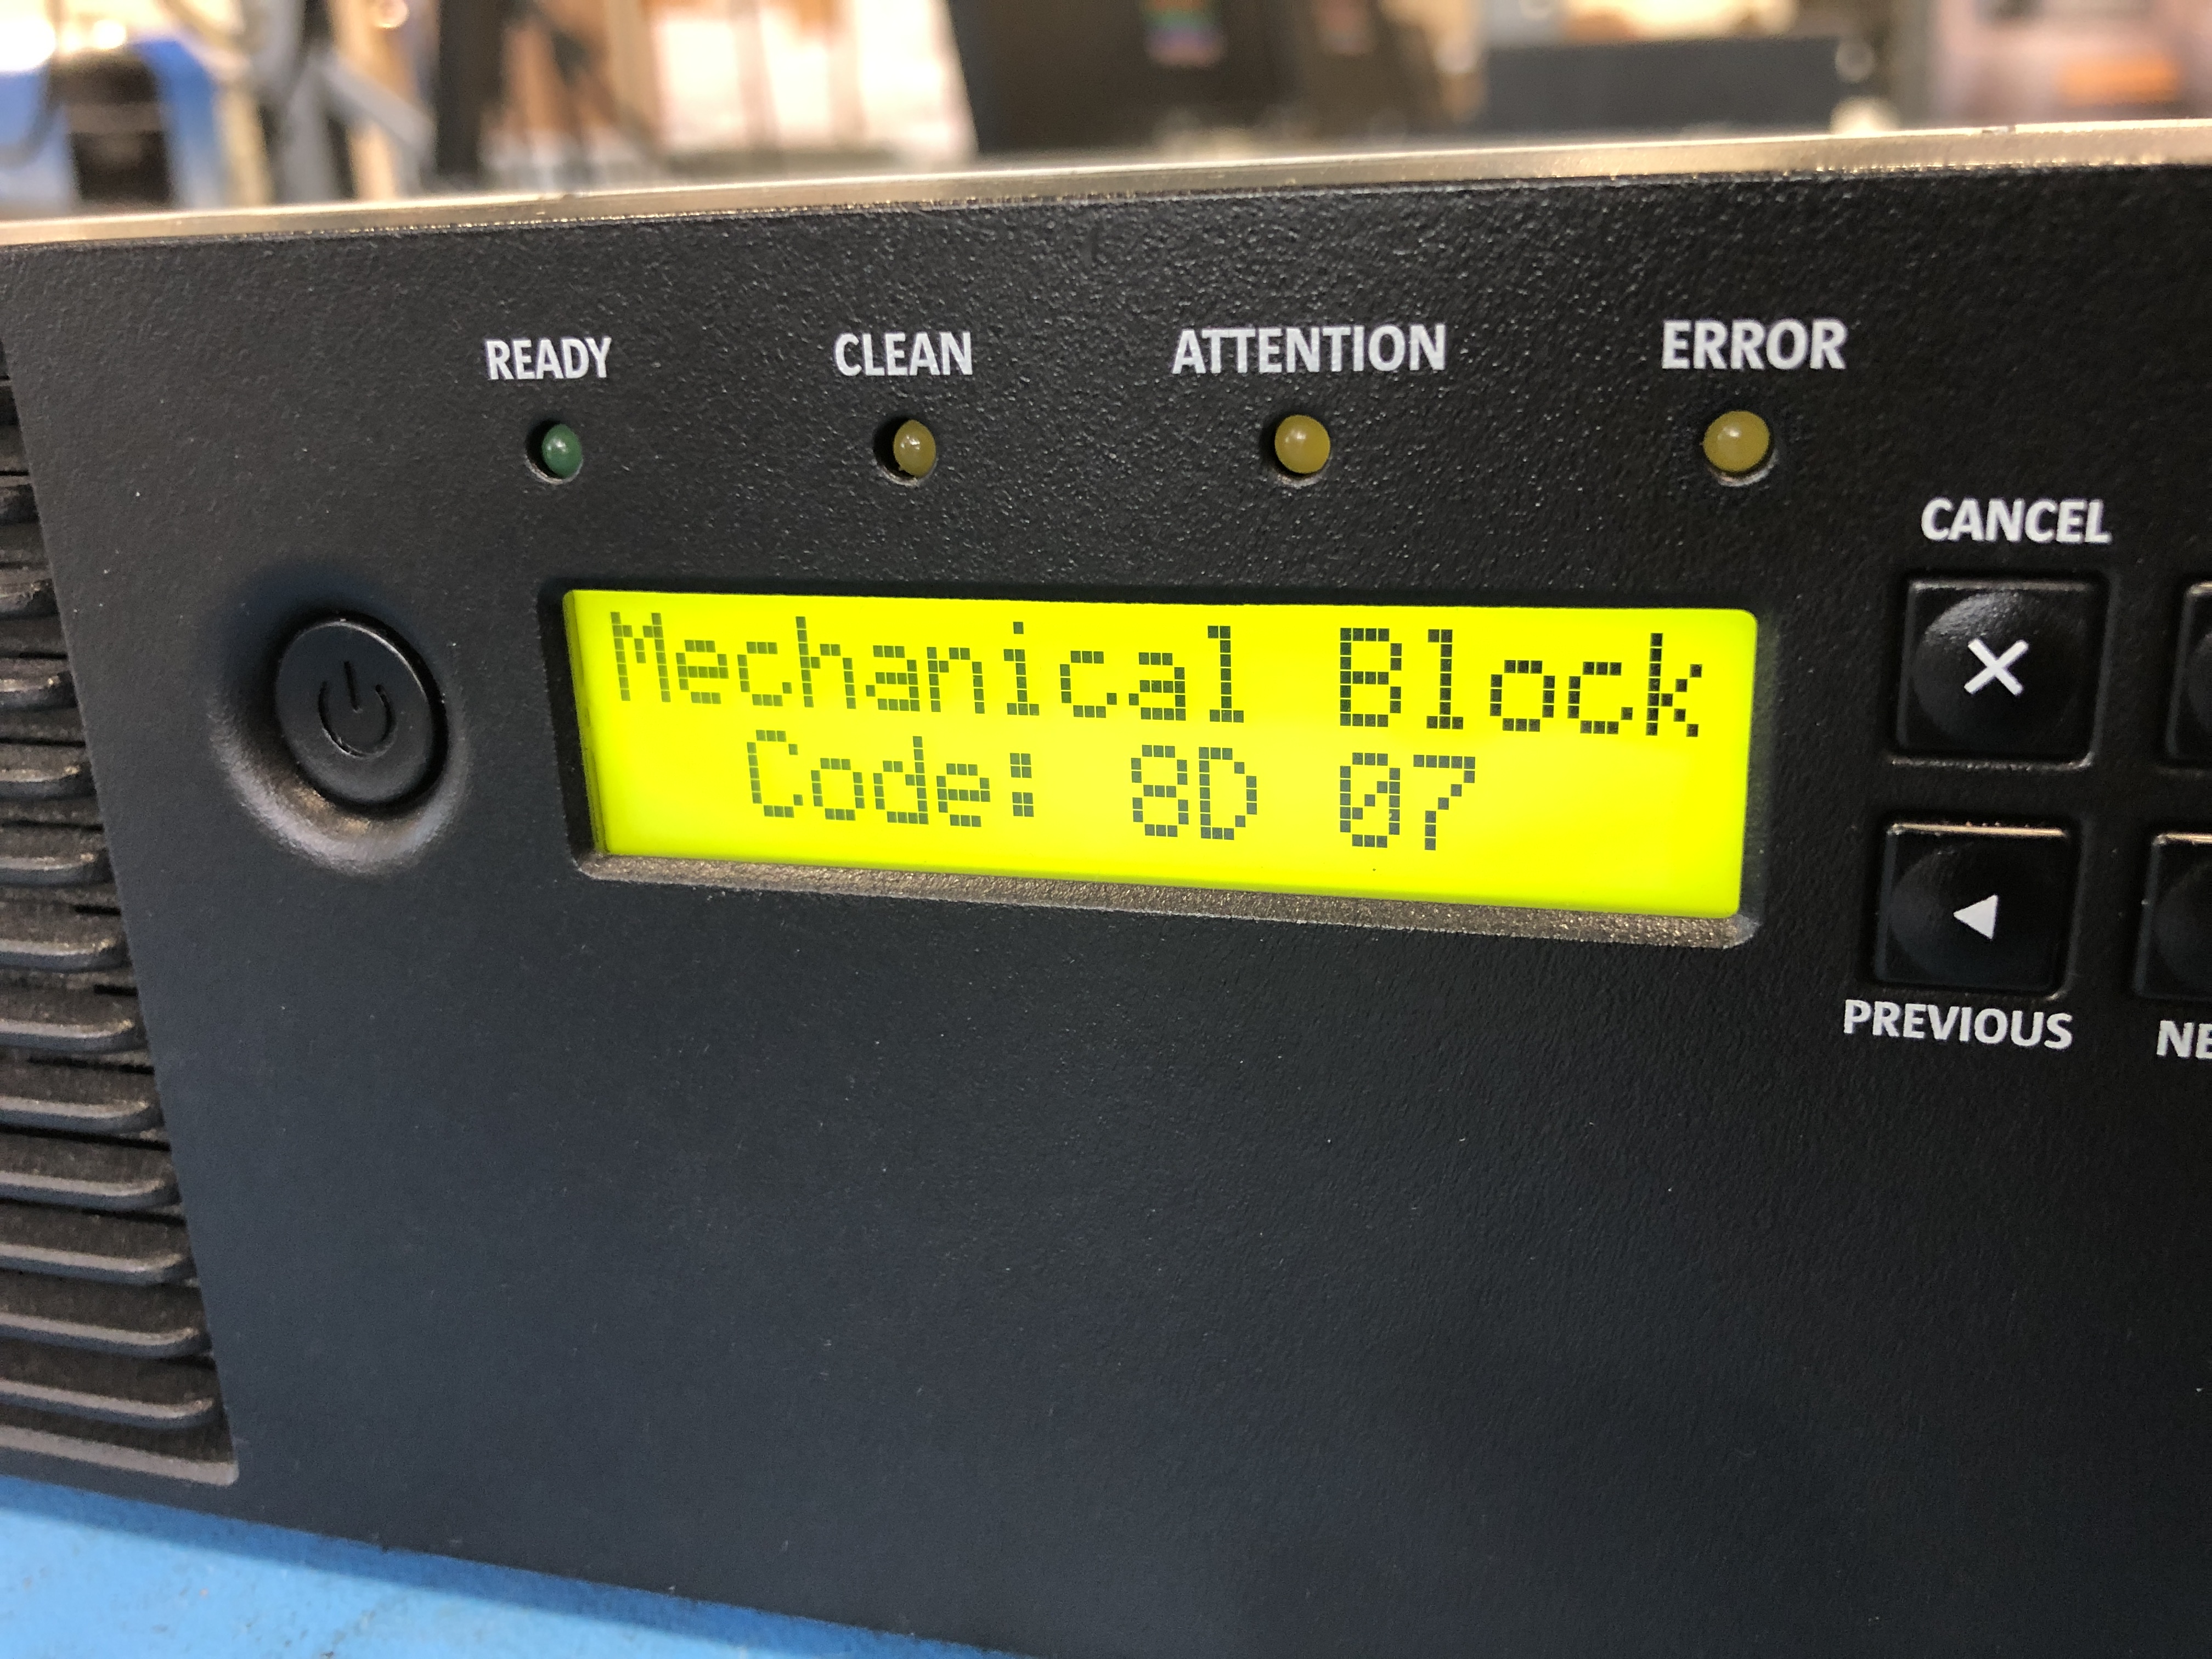 READY CLEAN ATTENTION ERROR
CANCEL
Mechanical Block
Code: 8D 07
PREVIOUS